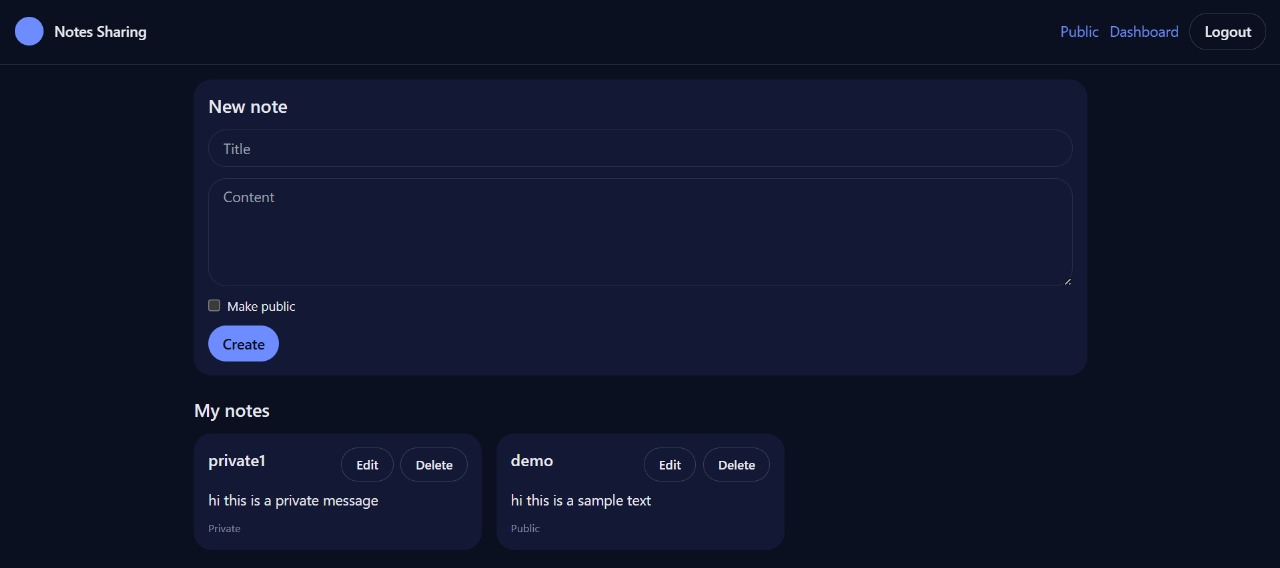 Notes Sharing
Public Dashboard Logout
New note
Title
Content
Make public
Create
My notes
private1 Edit Delete
hi this is a private message
Private
demo Edit Delete
hi this is a sample text
Public